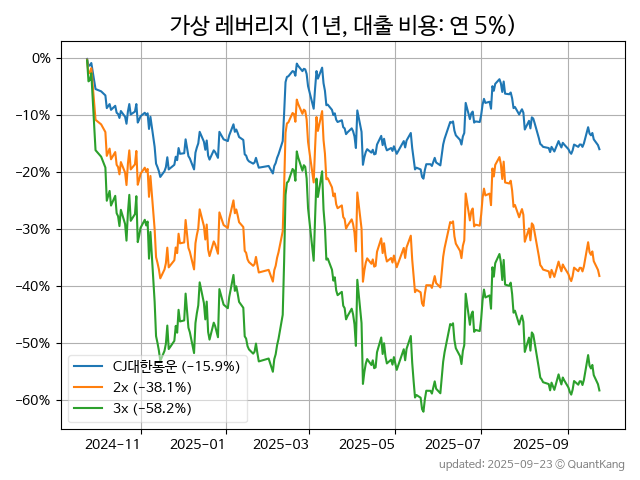 가상 레버리지 (1년, 대출 비용: 연 5%)
0%
−10%
−20%
−30%
−40%
−50%
−60%
CJ대한통운 (−15.9%)
2x (−38.1%)
3x (−58.2%)
2024-11 2025-01 2025-03 2025-05 2025-07 2025-09
updated: 2025-09-23 © QuantKang